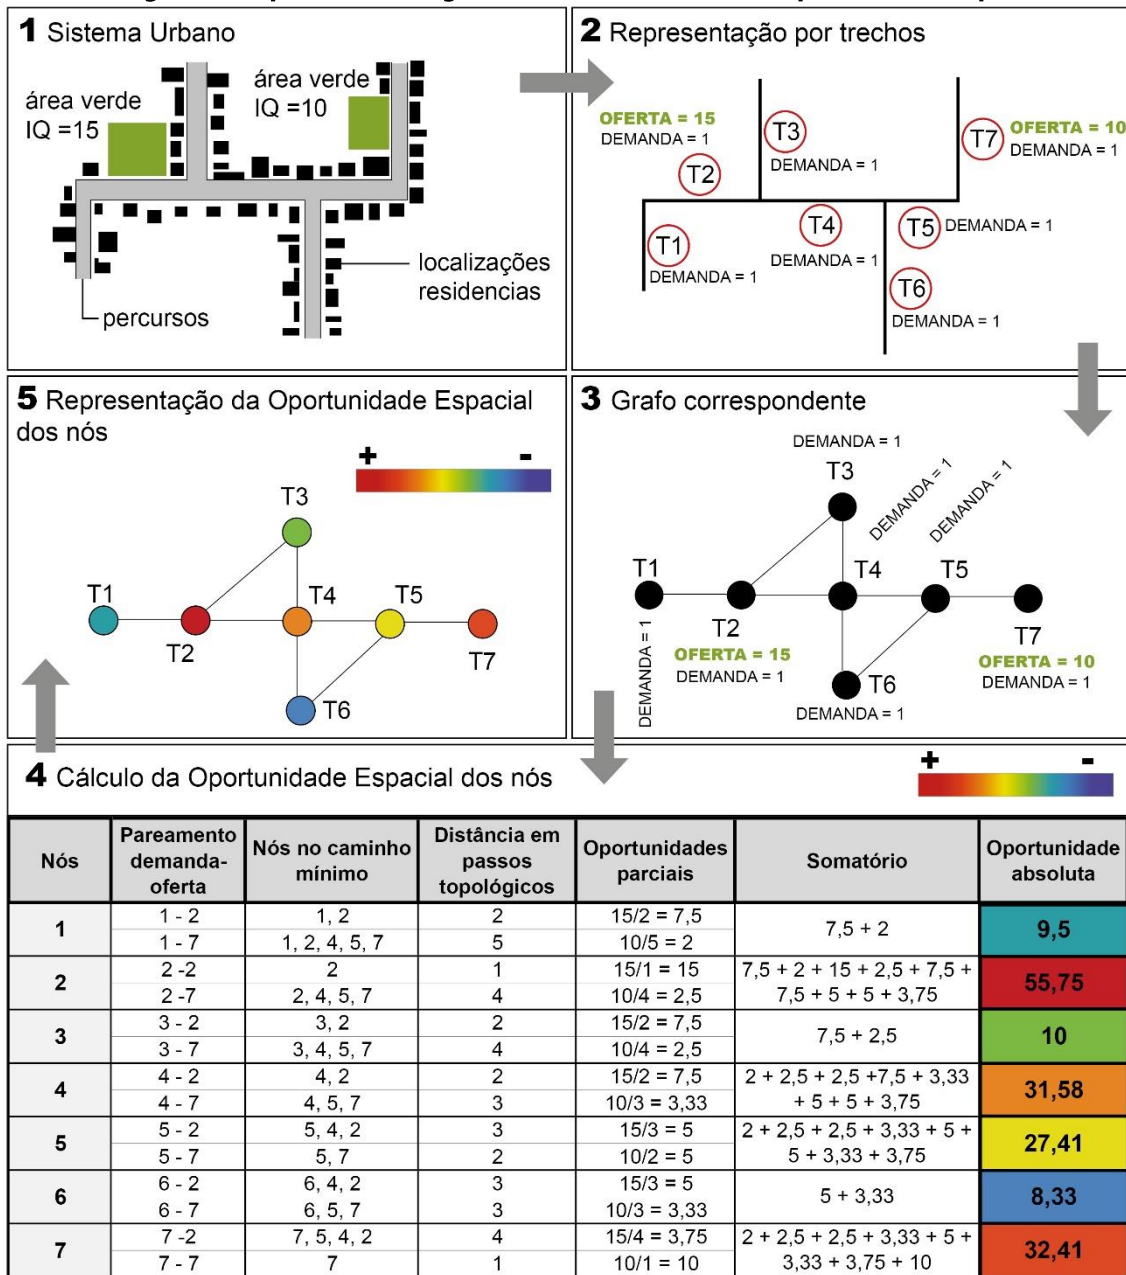 1 Sistema Urbano
área verde
IQ =15
área verde
IQ =10
localizações
residencias
percursos
2 Representação por trechos
OFERTA = 15
DEMANDA = 1
T2
T3
DEMANDA = 1
T7
OFERTA = 10
DEMANDA = 1
T1
DEMANDA = 1
T4
DEMANDA = 1
T5 DEMANDA = 1
T6
DEMANDA = 1
5 Representação da Oportunidade Espacial
dos nós
+ -
T3
T1
T2
T4
T5
T7
T6
3 Grafo correspondente
DEMANDA = 1
T3
DEMANDA = 1
DEMANDA = 1
T1
T4
T5
T2
T7
OFERTA = 15
DEMANDA = 1
OFERTA = 10
DEMANDA = 1
DEMANDA = 1
T6
DEMANDA = 1
4 Cálculo da Oportunidade Espacial dos nós
+ -
Nós
Pareamento
demanda-
oferta
Nós no caminho
mínimo
Distância em
passos
topológicos
Oportunidades
parciais
Somatório
Oportunidade
absoluta
1
1 - 2 1, 2 2 15/2 = 7,5
1 - 7 1, 2, 4, 5, 7 5 10/5 = 2
7,5 + 2
9,5
2
2 -2 2 1 15/1 = 15
2 -7 2, 4, 5, 7 4 10/4 = 2,5
7,5 + 2 + 15 + 2,5 + 7,5 +
7,5 + 5 + 5 + 3,75
55,75
3
3 - 2 3, 2 2 15/2 = 7,5
3 - 7 3, 4, 5, 7 4 10/4 = 2,5
7,5 + 2,5
10
4
4 - 2 4, 2 2 15/2 = 7,5
4 - 7 4, 5, 7 3 10/3 = 3,33
2 + 2,5 + 2,5 +7,5 + 3,33
+ 5 + 5 + 3,75
31,58
5
5 - 2 5, 4, 2 3 15/3 = 5
5 - 7 5, 7 2 10/2 = 5
2 + 2,5 + 2,5 + 3,33 + 5 +
5 + 3,33 + 3,75
27,41
6
6 - 2 6, 4, 2 3 15/3 = 5
6 - 7 6, 5, 7 3 10/3 = 3,33
5 + 3,33
8,33
7
7 -2 7, 5, 4, 2 4 15/4 = 3,75
7 - 7 7 1 10/1 = 10
2 + 2,5 + 2,5 + 3,33 + 5 +
3,33 + 3,75 + 10
32,41